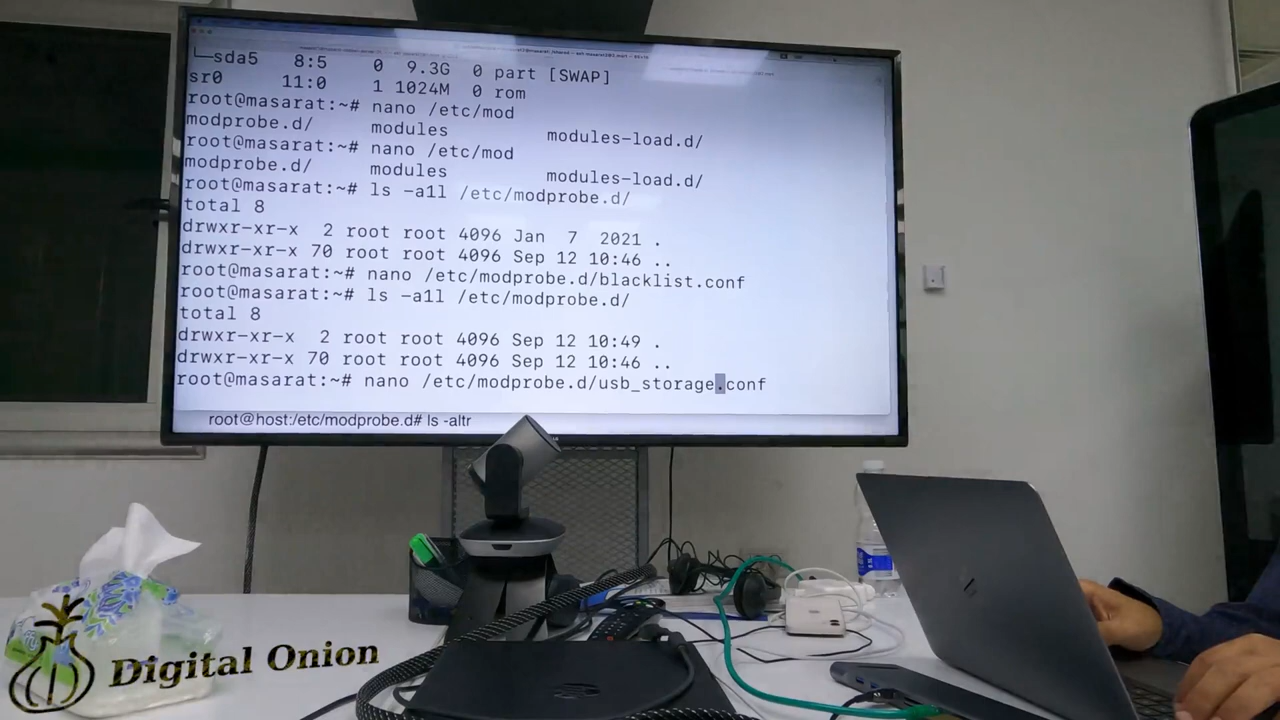 └─sda5 8:5 0 9.3G 0 part [SWAP]
sr0 11:0 1 1024M 0 rom
root@masarat:~# nano /etc/mod
modprobe.d/ modules modules-load.d/
root@masarat:~# nano /etc/mod
modprobe.d/ modules modules-load.d/
root@masarat:~# ls -all /etc/modprobe.d/
total 8
drwxr-xr-x 2 root root 4096 Jan 7 2021 .
drwxr-xr-x 70 root root 4096 Sep 12 10:46 ..
root@masarat:~# nano /etc/modprobe.d/blacklist.conf
root@masarat:~# ls -all /etc/modprobe.d/
total 8
drwxr-xr-x 2 root root 4096 Sep 12 10:49 .
drwxr-xr-x 70 root root 4096 Sep 12 10:46 ..
root@masarat:~# nano /etc/modprobe.d/usb_storage.conf
root@host:/etc/modprobe.d# ls -altr
Digital Onion